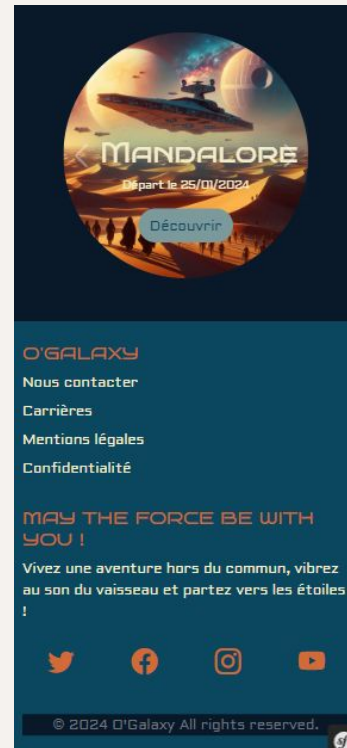 MANDALORE
Départ le 25/01/2024
Découvrir
O'GALAXY
Nous contacter
Carrières
Mentions légales
Confidentialité
MAY THE FORCE BE WITH
YOU !
Vivez une aventure hors du commun, vibrez
au son du vaisseau et partez vers les étoiles
!
© 2024 O'Galaxy All rights reserved.